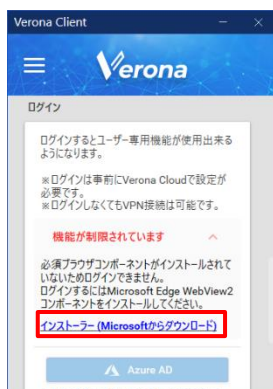 Verona Client
Verona
ログイン
ログインするとユーザー専用機能が使用出来る
ようになります。
※ログインは事前にVerona Cloudで設定が
必要です。
※ログインしなくてもVPN接続は可能です。
機能が制限されています
必須ブラウザコンポーネントがインストールされて
いないためログインできません。
ログインするにはMicrosoft Edge WebView2
コンポーネントをインストールしてください。
インストーラー (Microsoftからダウンロード)
Azure AD